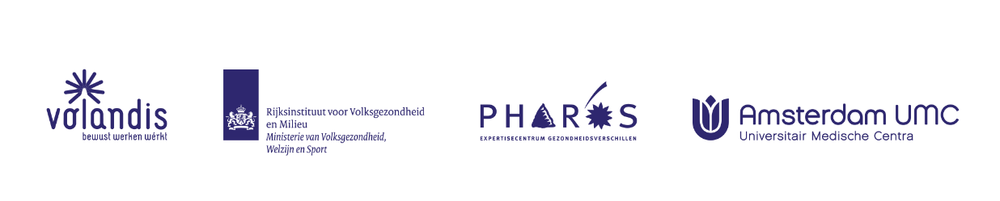 volandis
bewust werken wérkt
Rijksinstituut voor Volksgezondheid
en Milieu
Ministerie van Volksgezondheid,
Welzijn en Sport
PHAROS
EXPERTISECENTRUM GEZONDHEIDSVERSCHILLEN
Amsterdam UMC
Universitair Medische Centra